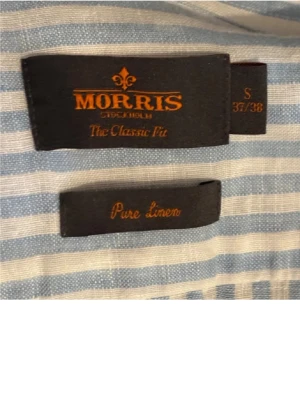 MORRIS
STOCKHOLM
The Classic Fit
S
37/38
Pure Linen